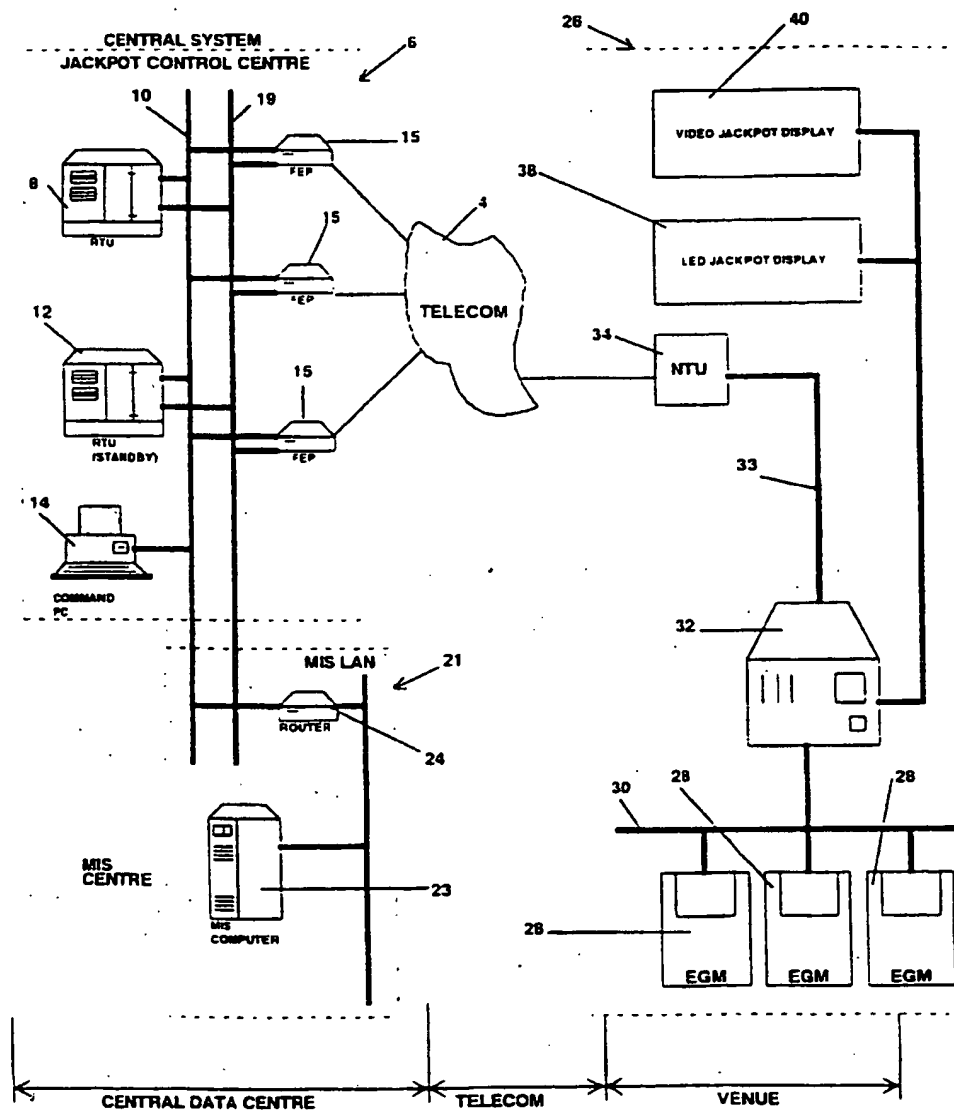 CENTRAL SYSTEM
JACKPOT CONTROL CENTRE
6
26
40
10
19
15
VIDEO JACKPOT DISPLAY
FEP
8
RTU
4
38
15
LED JACKPOT DISPLAY
FEP
TELECOM
12
34
NTU
15
RTU
(STANDBY)
FEP
33
14
COMMAND
PC
32
MIS LAN
21
ROUTER
24
30
28
28
MIS
CENTRE
23
28
MIS
COMPUTER
EGM
EGM
EGM
CENTRAL DATA CENTRE
TELECOM
VENUE